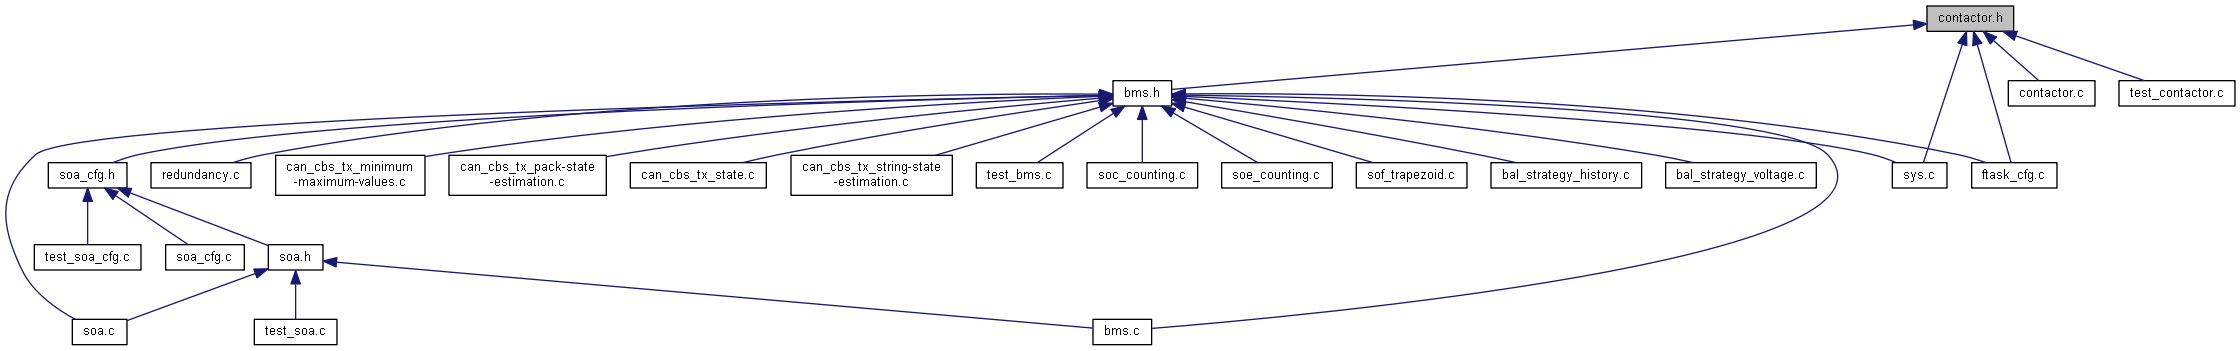 contactor.h
bms.h
contactor.c
test_contactor.c
soa_cfg.h
redundancy.c
can_cbs_tx_minimum
-maximum-values.c
can_cbs_tx_pack-state
-estimation.c
can_cbs_tx_state.c
can_cbs_tx_string-state
-estimation.c
test_bms.c
soc_counting.c
soe_counting.c
sof_trapezoid.c
bal_strategy_history.c
bal_strategy_voltage.c
sys.c
ftask_cfg.c
test_soa_cfg.c
soa_cfg.c
soa.h
soa.c
test_soa.c
bms.c